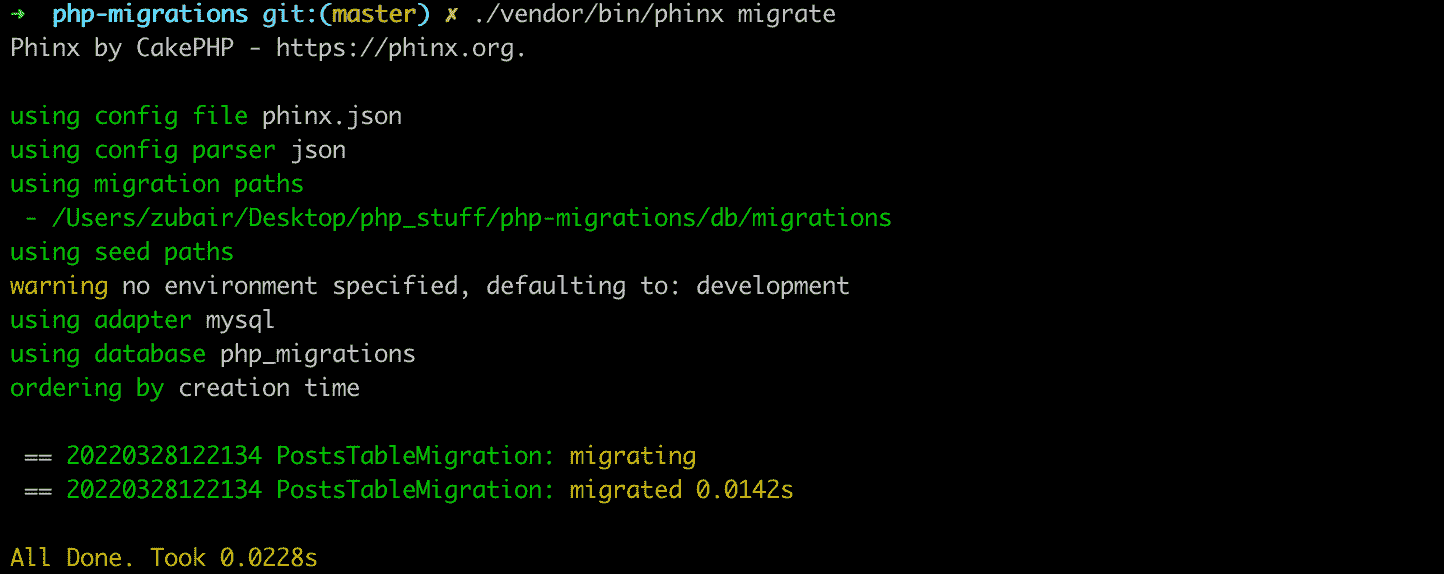 ➜  php-migrations git:(master) ✗ ./vendor/bin/phinx migrate
Phinx by CakePHP - https://phinx.org.
using config file phinx.json
using config parser json
using migration paths
 - /Users/zubair/Desktop/php_stuff/php-migrations/db/migrations
using seed paths
warning no environment specified, defaulting to: development
using adapter mysql
using database php_migrations
ordering by creation time
 == 20220328122134 PostsTableMigration: migrating
 == 20220328122134 PostsTableMigration: migrated 0.0142s
All Done. Took 0.0228s